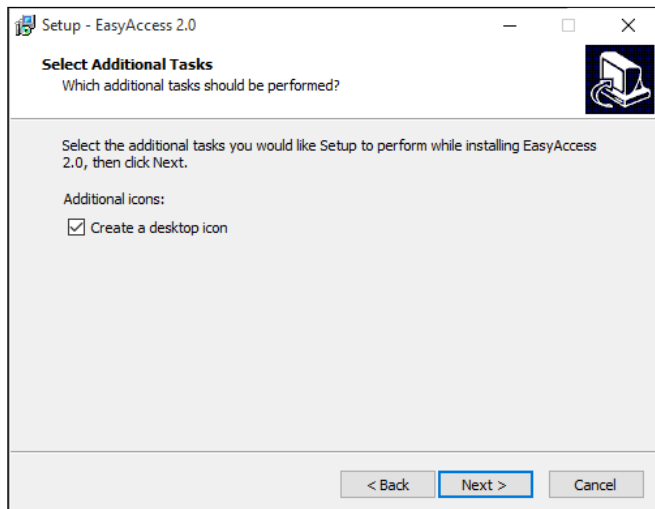 Setup - EasyAccess 2.0
Select Additional Tasks
Which additional tasks should be performed?
Select the additional tasks you would like Setup to perform while installing EasyAccess
2.0, then click Next.
Additional icons:
Create a desktop icon
< Back Next > Cancel